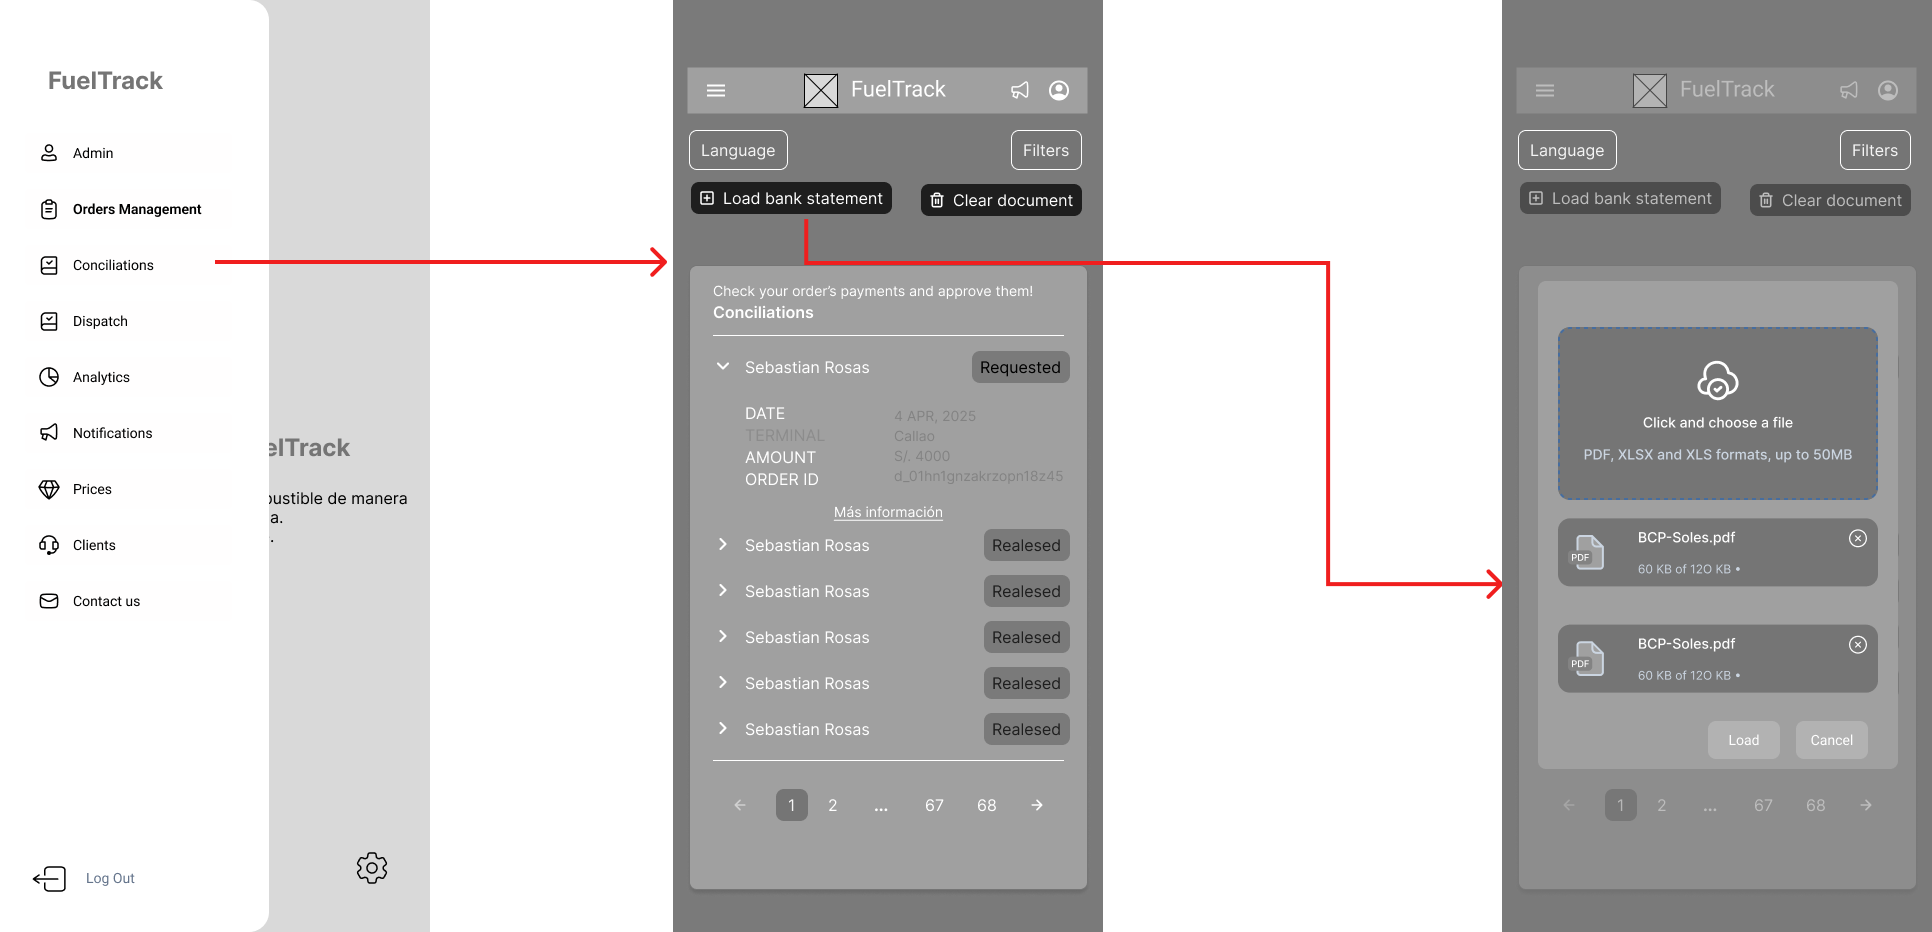 FuelTrack
Admin
Orders Management
Conciliations
Dispatch
Analytics
Notifications
Prices
Clients
Contact us
Log Out
elTrack
bustible de manera
a.
.
FuelTrack
Language
Filters
Load bank statement
Clear document
Check your order's payments and approve them!
Conciliations
Sebastian Rosas
Requested
DATE
4 APR, 2025
TERMINAL
Callao
AMOUNT
S/. 4000
ORDER ID
d_01hn1gnzakrzopn18z45
Más información
Sebastian Rosas
Realesed
Sebastian Rosas
Realesed
Sebastian Rosas
Realesed
Sebastian Rosas
Realesed
Sebastian Rosas
Realesed
1 2 ... 67 68
FuelTrack
Language
Filters
Load bank statement
Clear document
Click and choose a file
PDF, XLSX and XLS formats, up to 50MB
PDF
BCP-Soles.pdf
60 KB of 12O KB •
PDF
BCP-Soles.pdf
60 KB of 12O KB •
Load
Cancel
1 2 ... 67 68